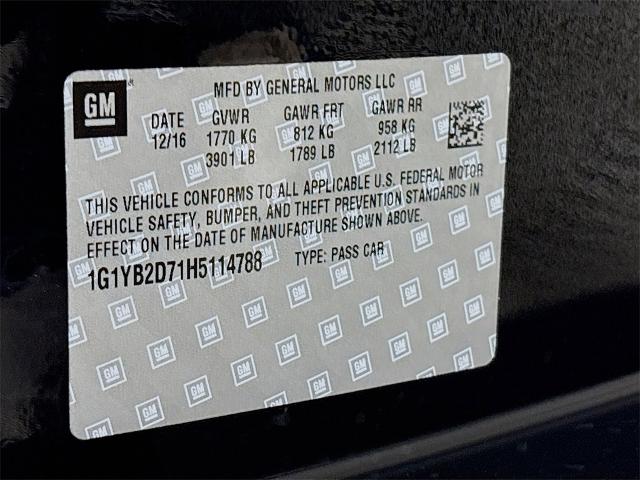 GM
MFD BY GENERAL MOTORS LLC
DATE GVWR GAWR FRT GAWR RR
12/16 1770 KG 812 KG 958 KG
3901 LB 1789 LB 2112 LB
THIS VEHICLE CONFORMS TO ALL APPLICABLE U.S. FEDERAL MOTOR
VEHICLE SAFETY, BUMPER, AND THEFT PREVENTION STANDARDS IN
EFFECT ON THE DATE OF MANUFACTURE SHOWN ABOVE.
1G1YB2D71H5114788 TYPE: PASS CAR